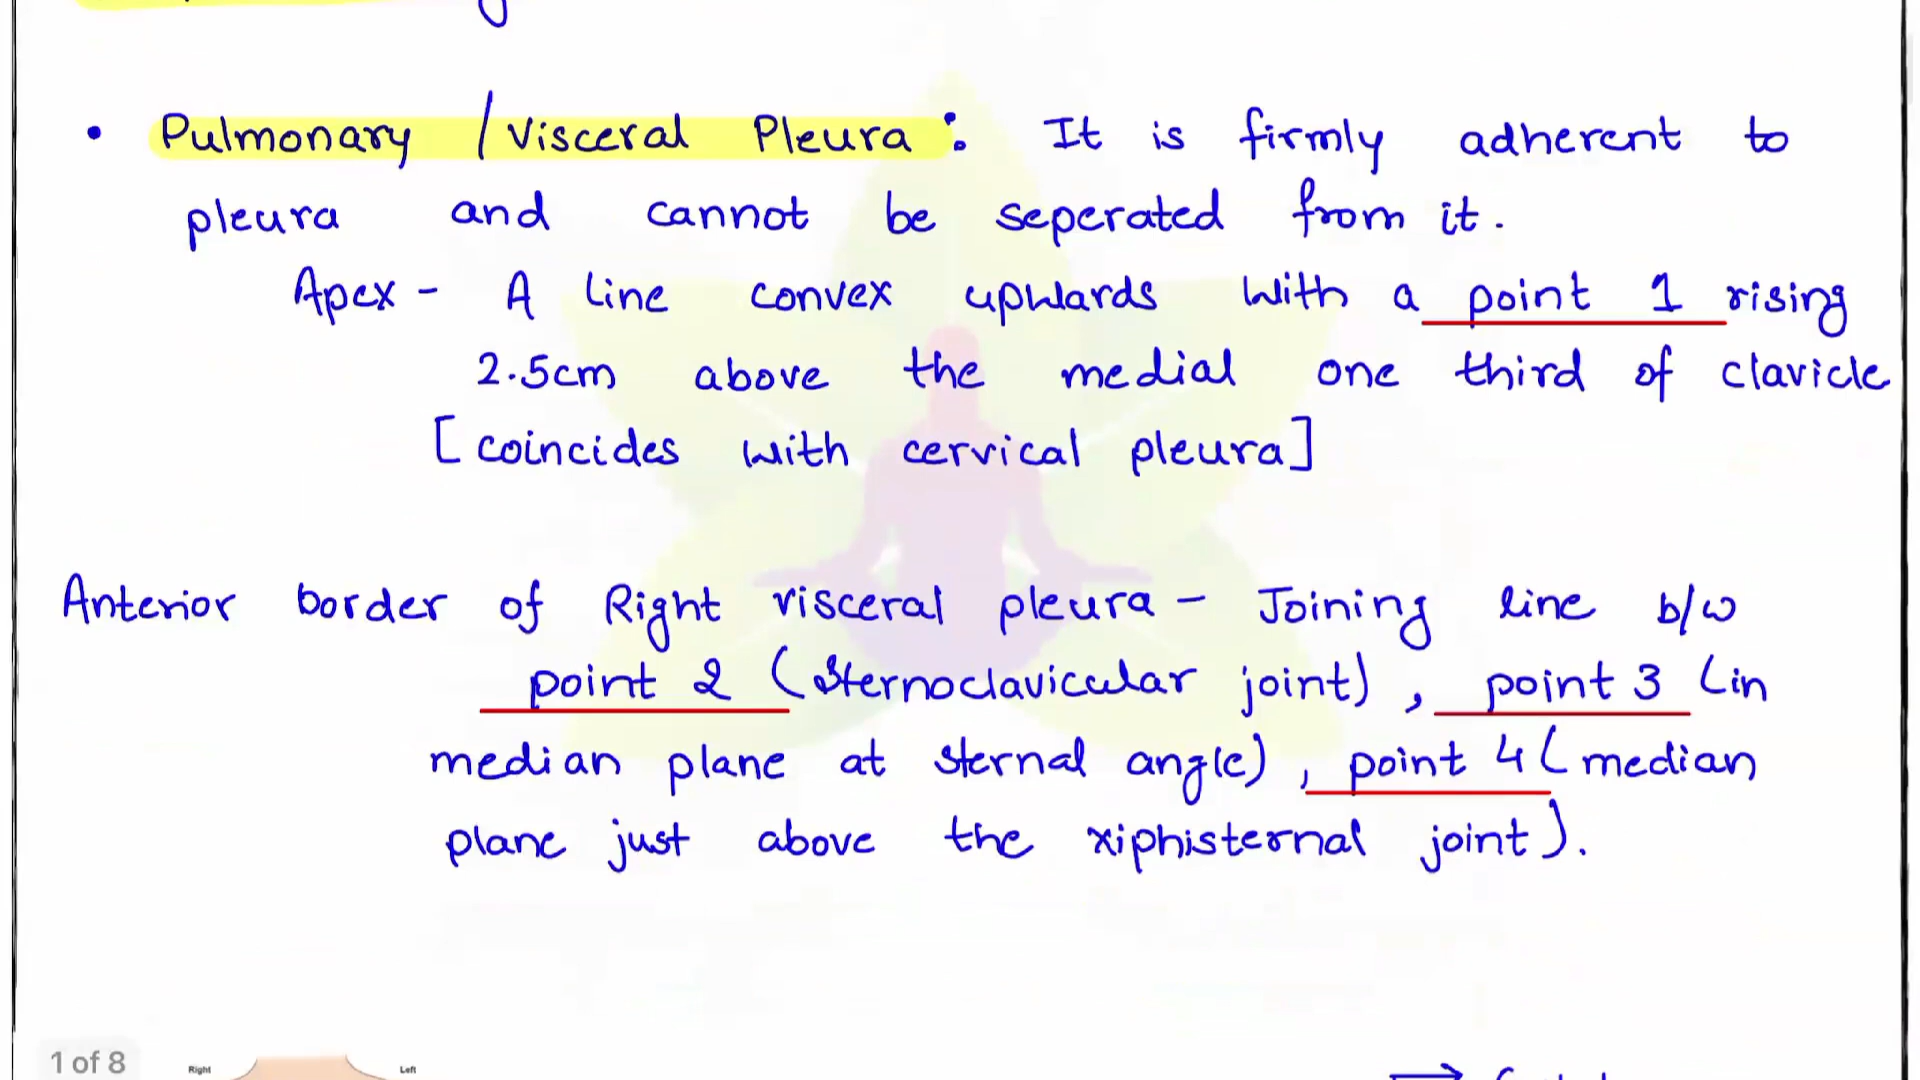 • Pulmonary / Visceral Pleura : It is firmly adherent to
pleura and cannot be seperated from it.
Apex - A line convex upwards with a point 1 rising
2.5cm above the medial one third of clavicle
[coincides with cervical pleura]
Anterior border of Right visceral pleura - Joining line b/w
point 2 (sternoclavicular joint), point 3 (in
median plane at sternal angle), point 4 (median
plane just above the xiphisternal joint).
1 of 8
Right
Left